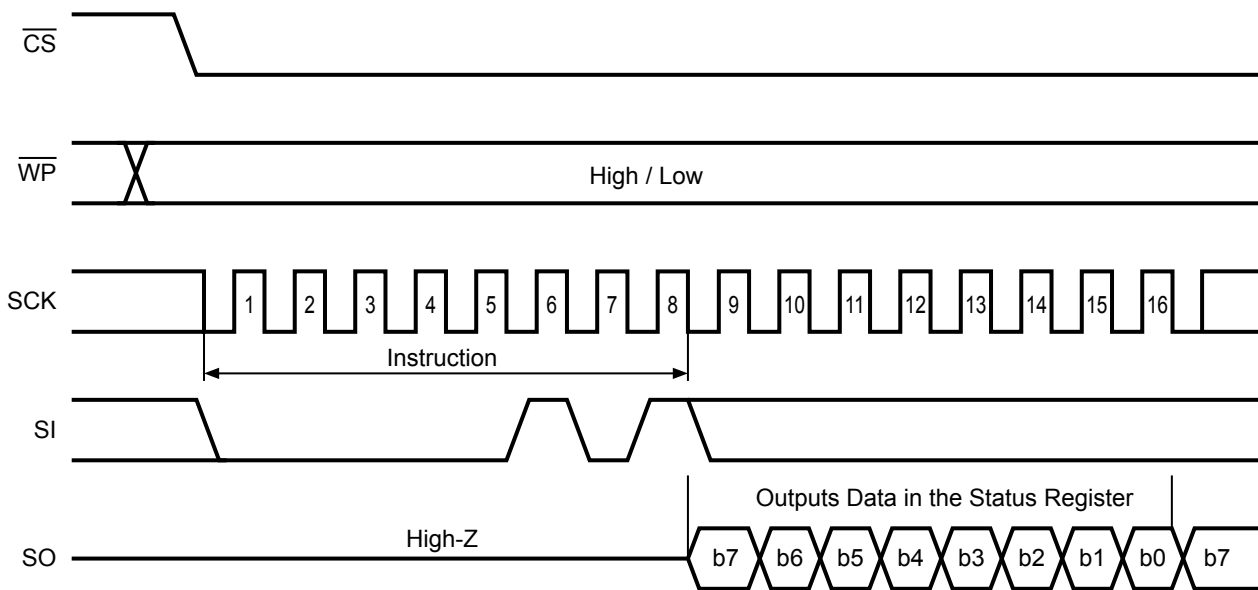 CS
WP
High / Low
SCK
1 2 3 4 5 6 7 8 9 10 11 12 13 14 15 16
Instruction
SI
Outputs Data in the Status Register
High-Z
SO
b7 b6 b5 b4 b3 b2 b1 b0 b7